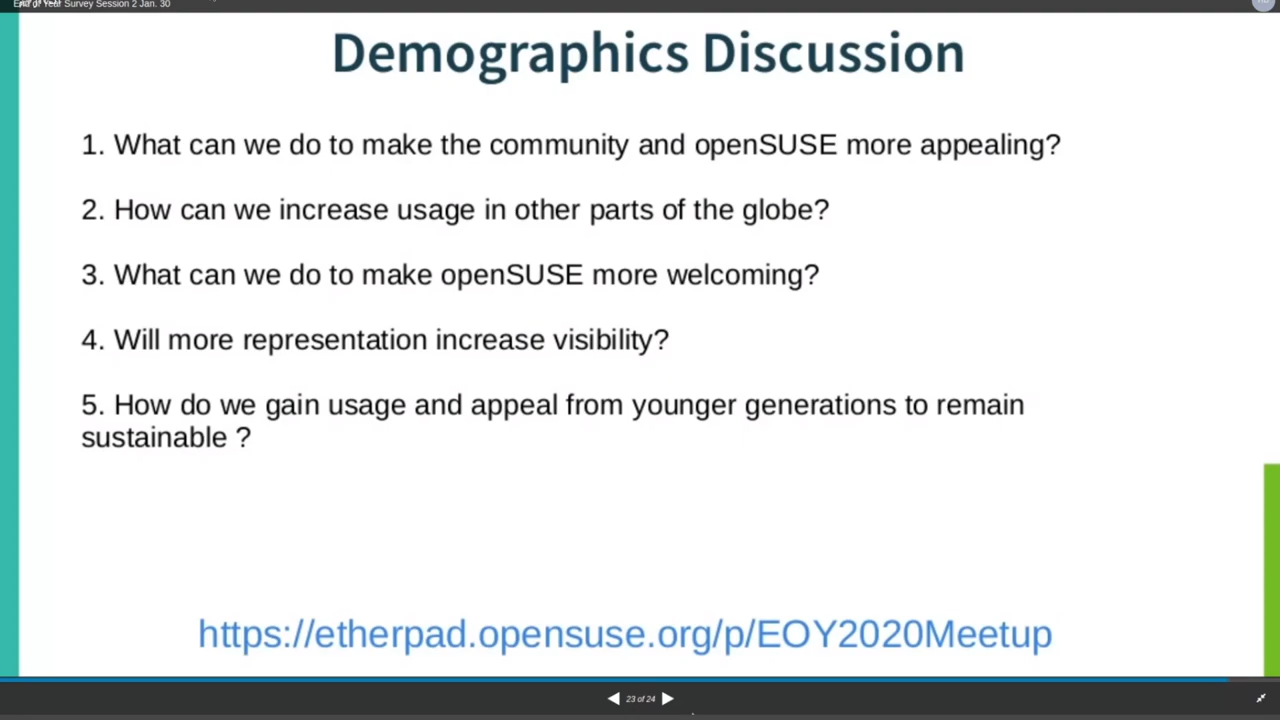 End of Year Survey Session 2 Jan. 30
Demographics Discussion
1. What can we do to make the community and openSUSE more appealing?
2. How can we increase usage in other parts of the globe?
3. What can we do to make openSUSE more welcoming?
4. Will more representation increase visibility?
5. How do we gain usage and appeal from younger generations to remain
sustainable ?
https://etherpad.opensuse.org/p/EOY2020Meetup
23 of 24